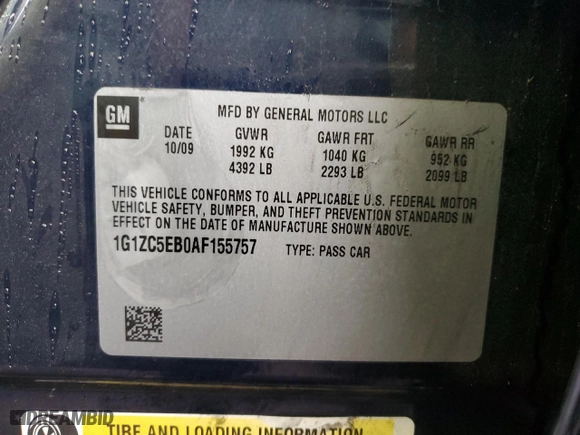 GM
MFD BY GENERAL MOTORS LLC
DATE GVWR GAWR FRT GAWR RR
10/09 1992 KG 1040 KG 952 KG
4392 LB 2293 LB 2099 LB
THIS VEHICLE CONFORMS TO ALL APPLICABLE U.S. FEDERAL MOTOR
VEHICLE SAFETY, BUMPER, AND THEFT PREVENTION STANDARDS IN
EFFECT ON THE DATE OF MANUFACTURE SHOWN ABOVE.
1G1ZC5EB0AF155757 TYPE: PASS CAR
DREAMBID
TIRE AND LOADING INFORMATION